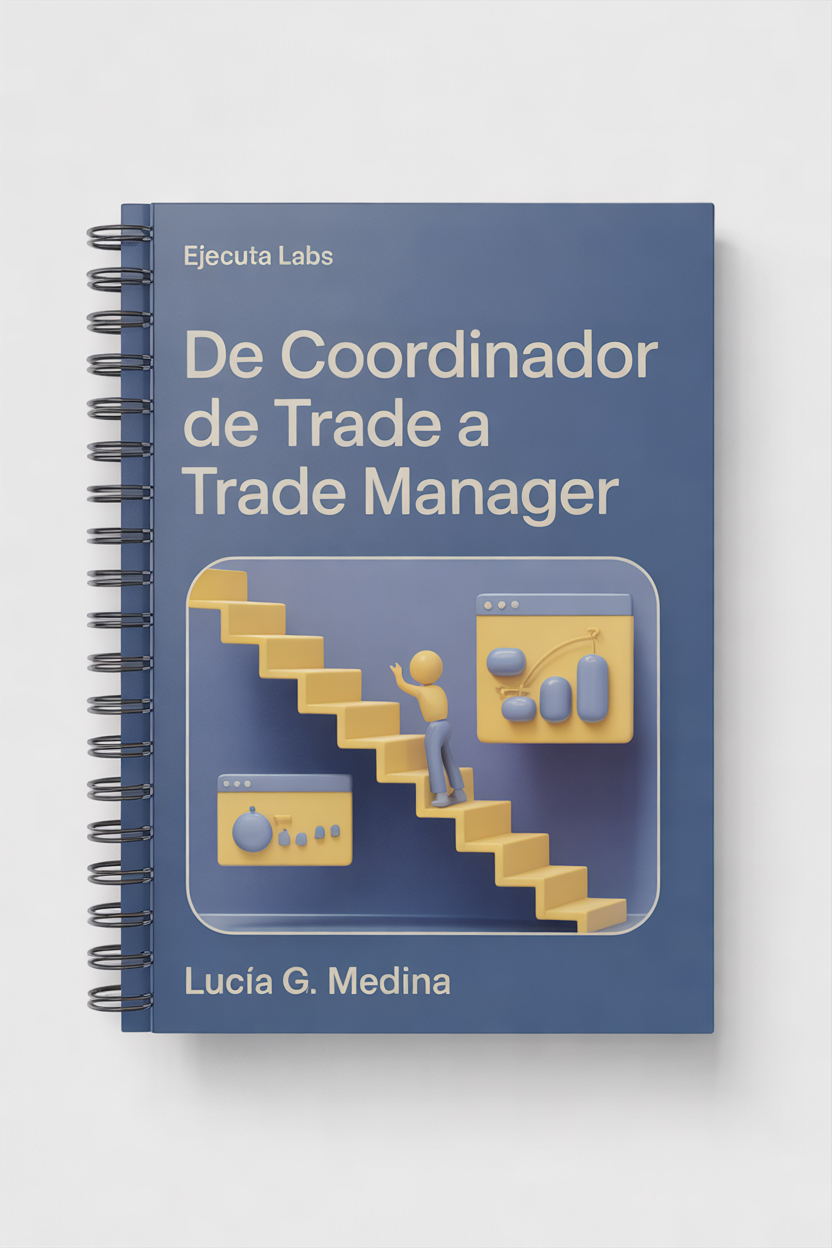 Ejecuta Labs
De Coordinador
de Trade a
Trade Manager
Lucía G. Medina